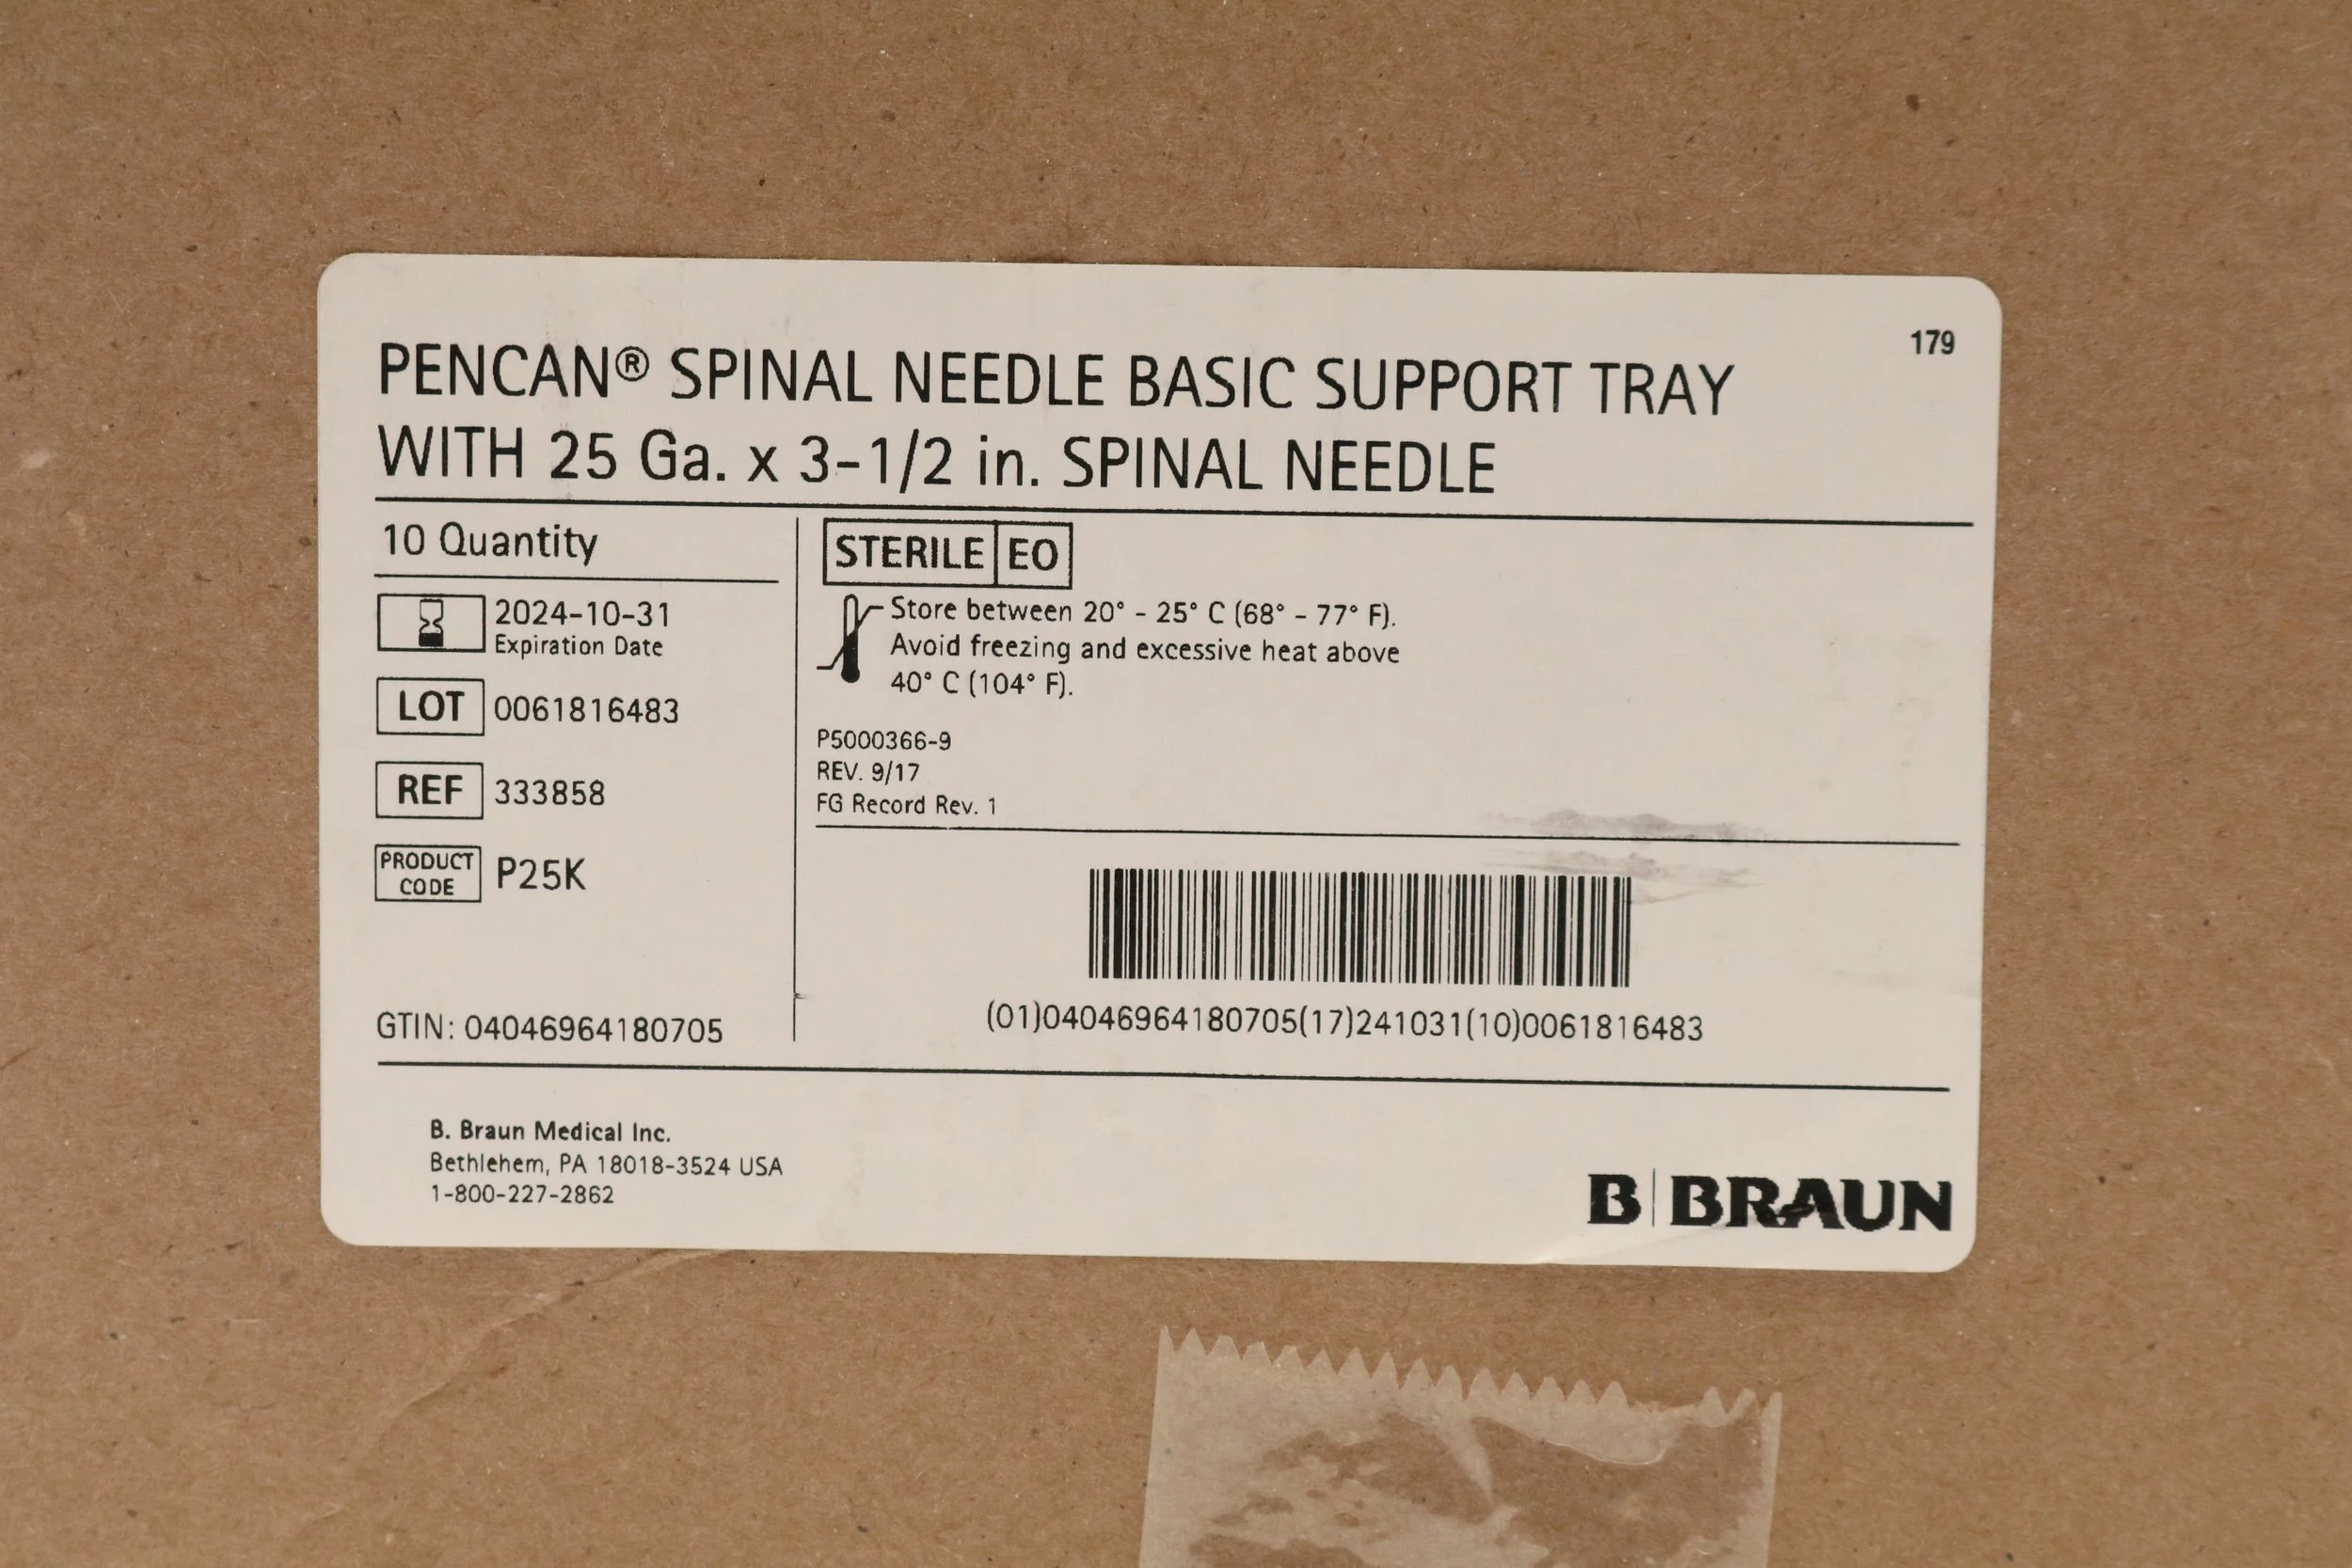 179
PENCAN® SPINAL NEEDLE BASIC SUPPORT TRAY
WITH 25 Ga. x 3-1/2 in. SPINAL NEEDLE
10 Quantity
2024-10-31
Expiration Date
LOT 0061816483
REF 333858
PRODUCT
CODE P25K
GTIN: 04046964180705
STERILE EO
Store between 20° - 25° C (68° - 77° F).
Avoid freezing and excessive heat above
40° C (104° F).
P5000366-9
REV. 9/17
FG Record Rev. 1
(01)04046964180705(17)241031(10)0061816483
B. Braun Medical Inc.
Bethlehem, PA 18018-3524 USA
1-800-227-2862
B BRAUN